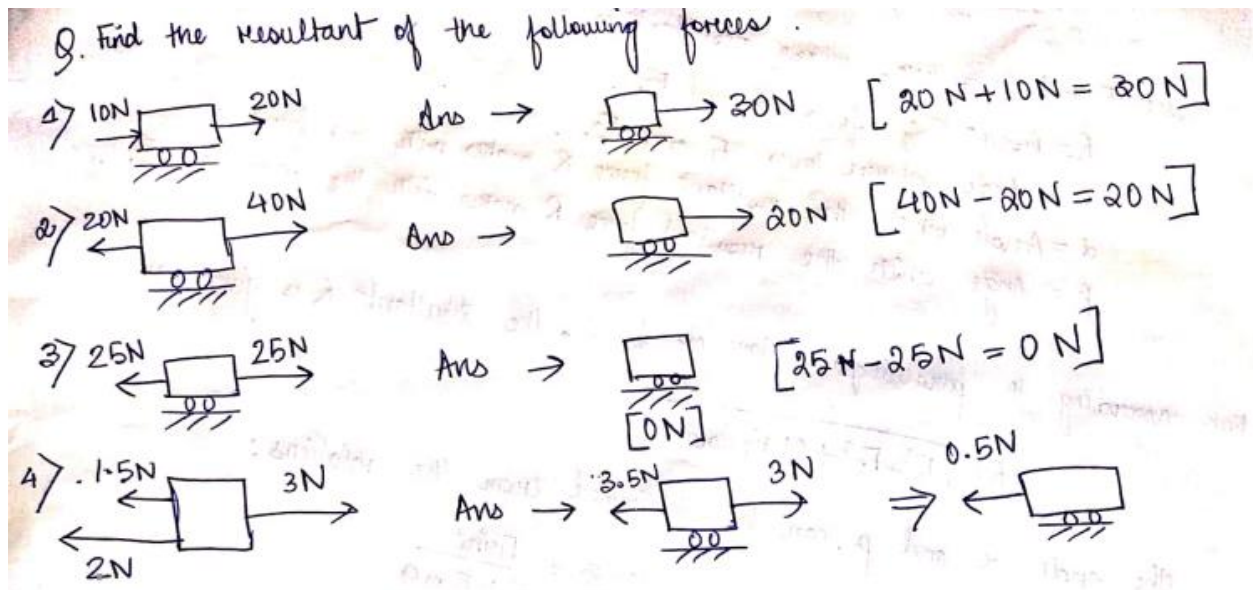 Q. Find the resultant of the following forces.
1) 10N 20N Ans → → 30N [20N+10N = 30N]
2) 20N 40N Ans → → 20N [40N - 20N = 20N]
3) 25N 25N Ans → [25N-25N = 0N]
[0N]
4) 1.5N 3N Ans → 3.5N 3N ⇒ 0.5N
2N